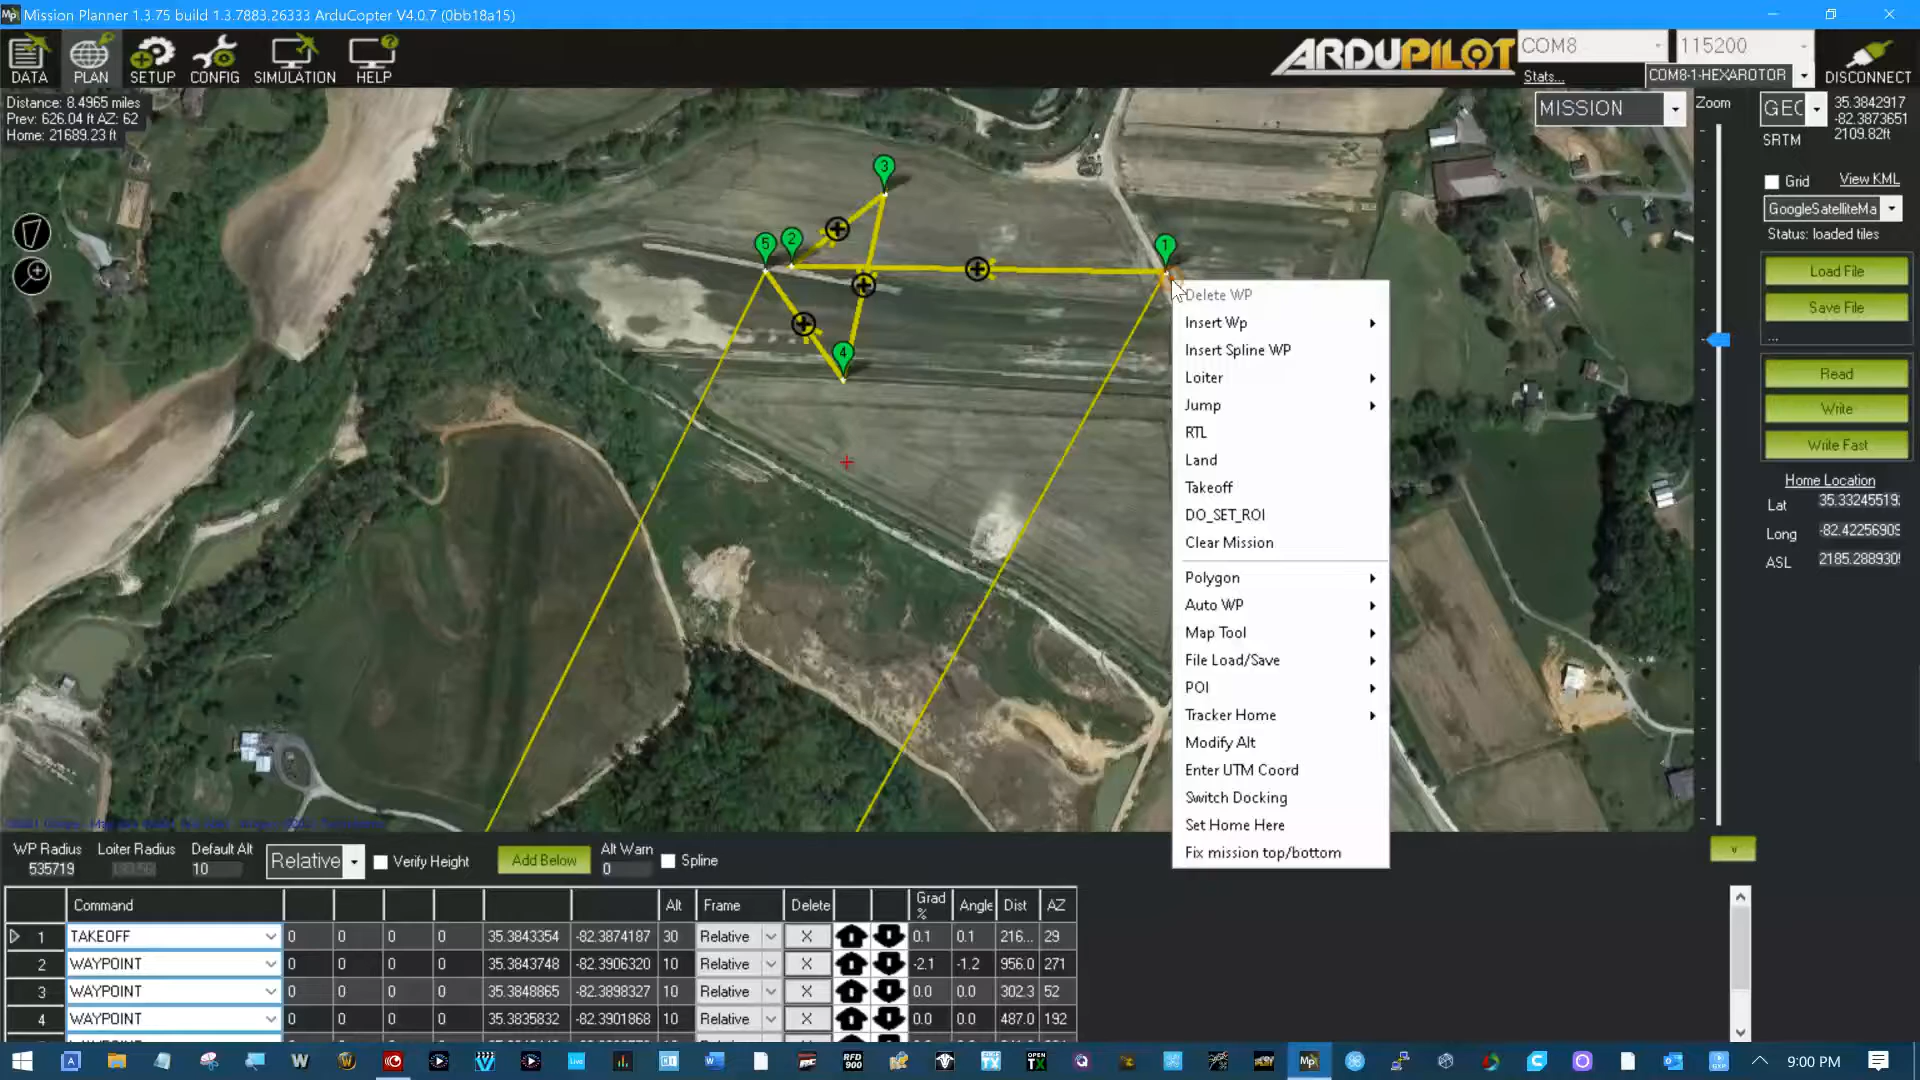 Mission Planner 1.3.75 build 1.3.7883.26333 ArduCopter V4.0.7 (0bb18a15)
DATA
PLAN
SETUP
CONFIG
SIMULATION
HELP
ARDUPILOT
COM8
115200
Stats...
COM8-1-HEXAROTOR
DISCONNECT
Distance: 8.4965 miles
Prev: 626.04 ft AZ: 62
Home: 21689.23 ft
MISSION
Zoom
GEO
35.3842917
-82.3873651
2109.82ft
SRTM
Grid
View KML
GoogleSatelliteMa
Status: loaded tiles
Load File
Save File
...
Read
Write
Write Fast
Home Location
Lat
35.33245519
Long
-82.42256909
ASL
2185.288930
3
5
2
1
4
Delete WP
Insert Wp
Insert Spline WP
Loiter
Jump
RTL
Land
Takeoff
DO_SET_ROI
Clear Mission
Polygon
Auto WP
Map Tool
File Load/Save
POI
Tracker Home
Modify Alt
Enter UTM Coord
Switch Docking
Set Home Here
Fix mission top/bottom
WP Radius
535719
Loiter Radius
Default Alt
10
Relative
Verify Height
Add Below
Alt Warn
0
Spline
Command Alt Frame Delete Grad % Angle Dist AZ
1 TAKEOFF 0 0 0 0 35.3843354 -82.3874187 30 Relative X 0.1 0.1 216... 29
2 WAYPOINT 0 0 0 0 35.3843748 -82.3906320 10 Relative X -2.1 -1.2 956.0 271
3 WAYPOINT 0 0 0 0 35.3848865 -82.3898327 10 Relative X 0.0 0.0 302.3 52
4 WAYPOINT 0 0 0 0 35.3835832 -82.3901868 10 Relative X 0.0 0.0 487.0 192
9:00 PM